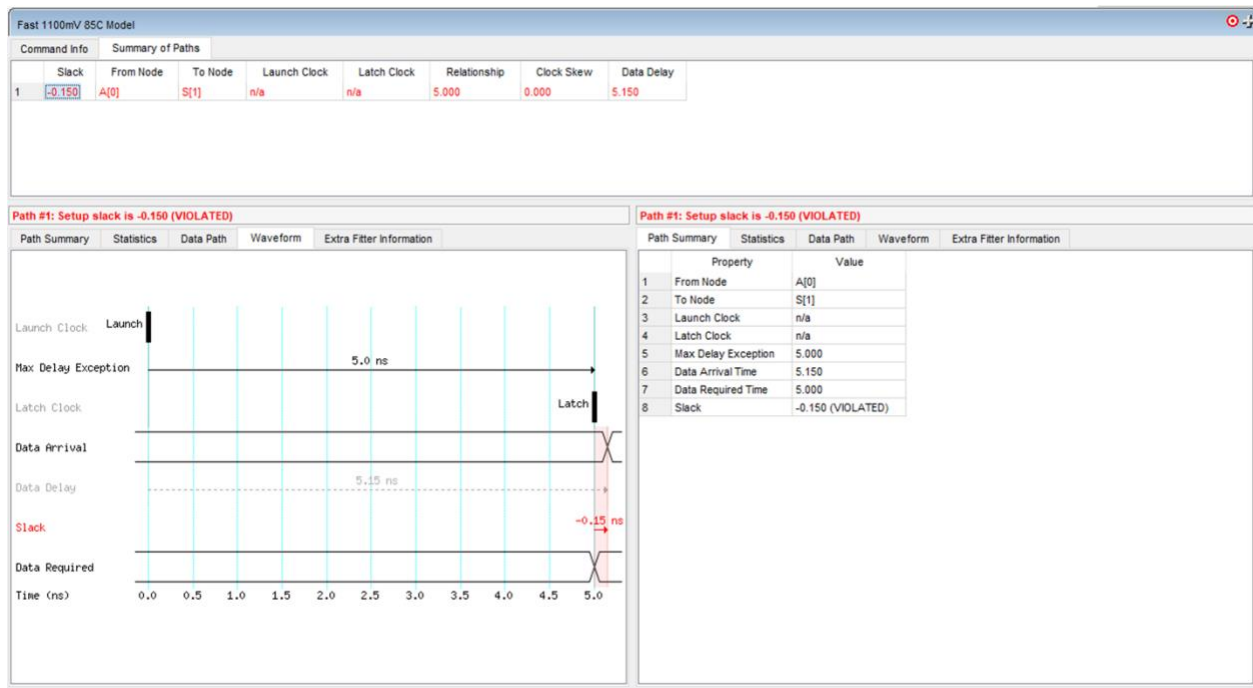 Fast 1100mV 85C Model
Command Info Summary of Paths
Slack From Node To Node Launch Clock Latch Clock Relationship Clock Skew Data Delay
1 -0.150 A[0] S[1] n/a n/a 5.000 0.000 5.150
Path #1: Setup slack is -0.150 (VIOLATED)
Path Summary Statistics Data Path Waveform Extra Fitter Information
Launch Clock Launch
Max Delay Exception 5.0 ns
Latch Clock Latch
Data Arrival
Data Delay 5.15 ns
Slack -0.15 ns
Data Required
Time (ns) 0.0 0.5 1.0 1.5 2.0 2.5 3.0 3.5 4.0 4.5 5.0
Path #1: Setup slack is -0.150 (VIOLATED)
Path Summary Statistics Data Path Waveform Extra Fitter Information
Property Value
1 From Node A[0]
2 To Node S[1]
3 Launch Clock n/a
4 Latch Clock n/a
5 Max Delay Exception 5.000
6 Data Arrival Time 5.150
7 Data Required Time 5.000
8 Slack -0.150 (VIOLATED)